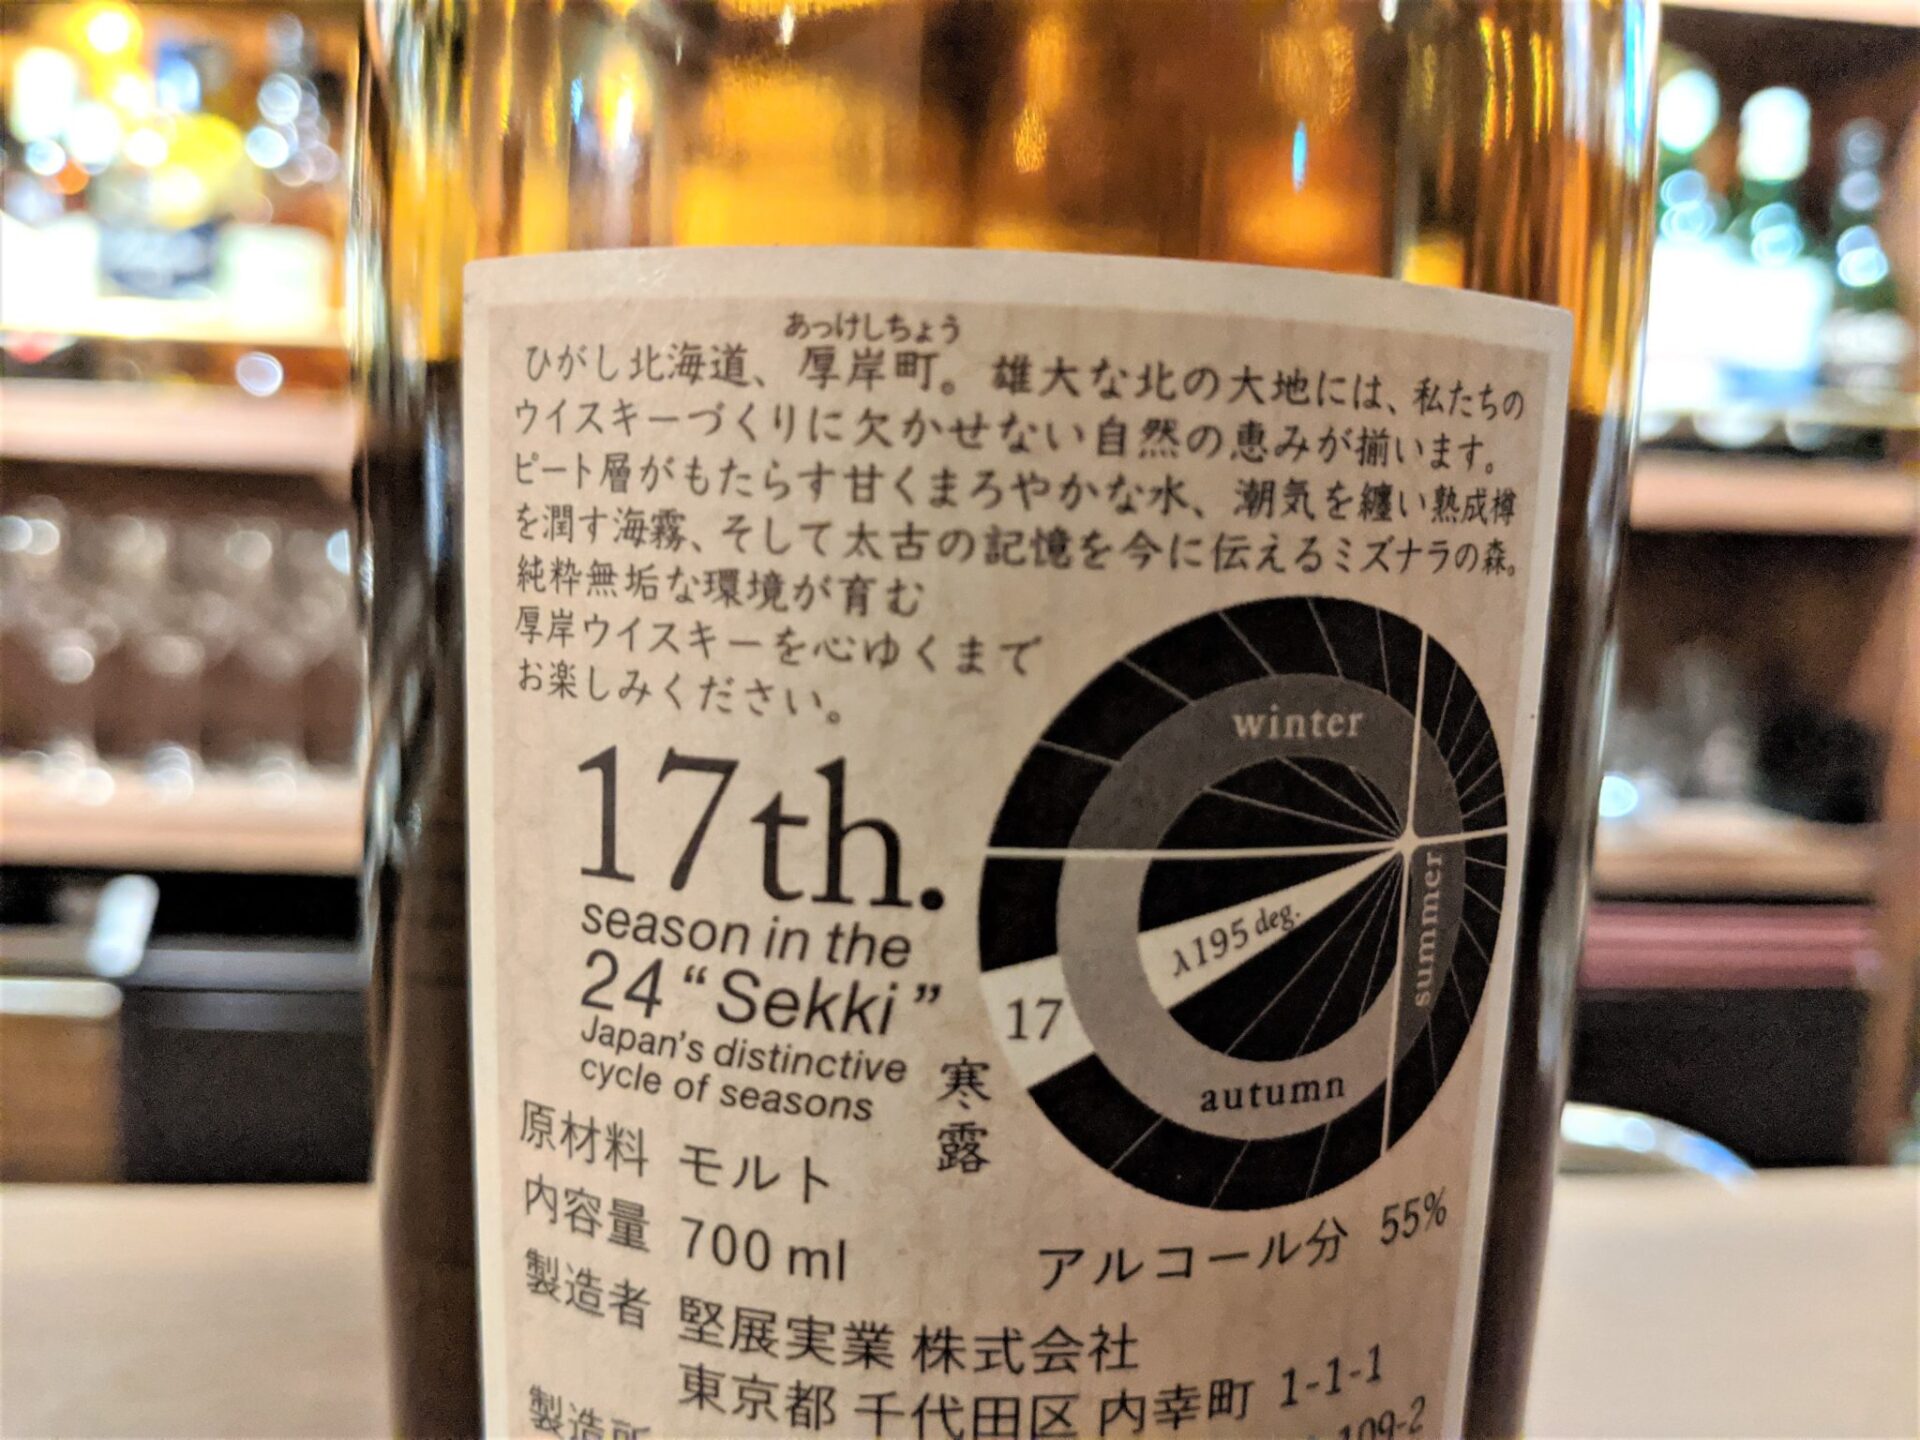 あっけしちょう
ひがし北海道、厚岸町。雄大な北の大地には、私たちの
ウイスキーづくりに欠かせない自然の恵みが揃います。
ピート層がもたらす甘くまろやかな水、潮気を纏い熟成樽
を潤す海霧、そして太古の記憶を今に伝えるミズナラの森。
純粋無垢な環境が育む
厚岸ウイスキーを心ゆくまで
お楽しみください。
17th.
season in the
24 “Sekki”
Japan's distinctive
cycle of seasons
寒露
winter
summer
autumn
λ195 deg.
17
原材料 モルト
内容量 700 ml
アルコール分 55%
製造者 堅展実業 株式会社
東京都 千代田区 内幸町 1-1-1
製造所
109-2